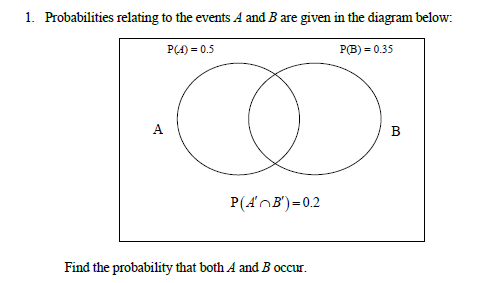 1. Probabilities relating to the events A and B are given in the diagram below:
P(A) = 0.5 P(B) = 0.35
A B
P(A′∩B′)=0.2
Find the probability that both A and B occur.